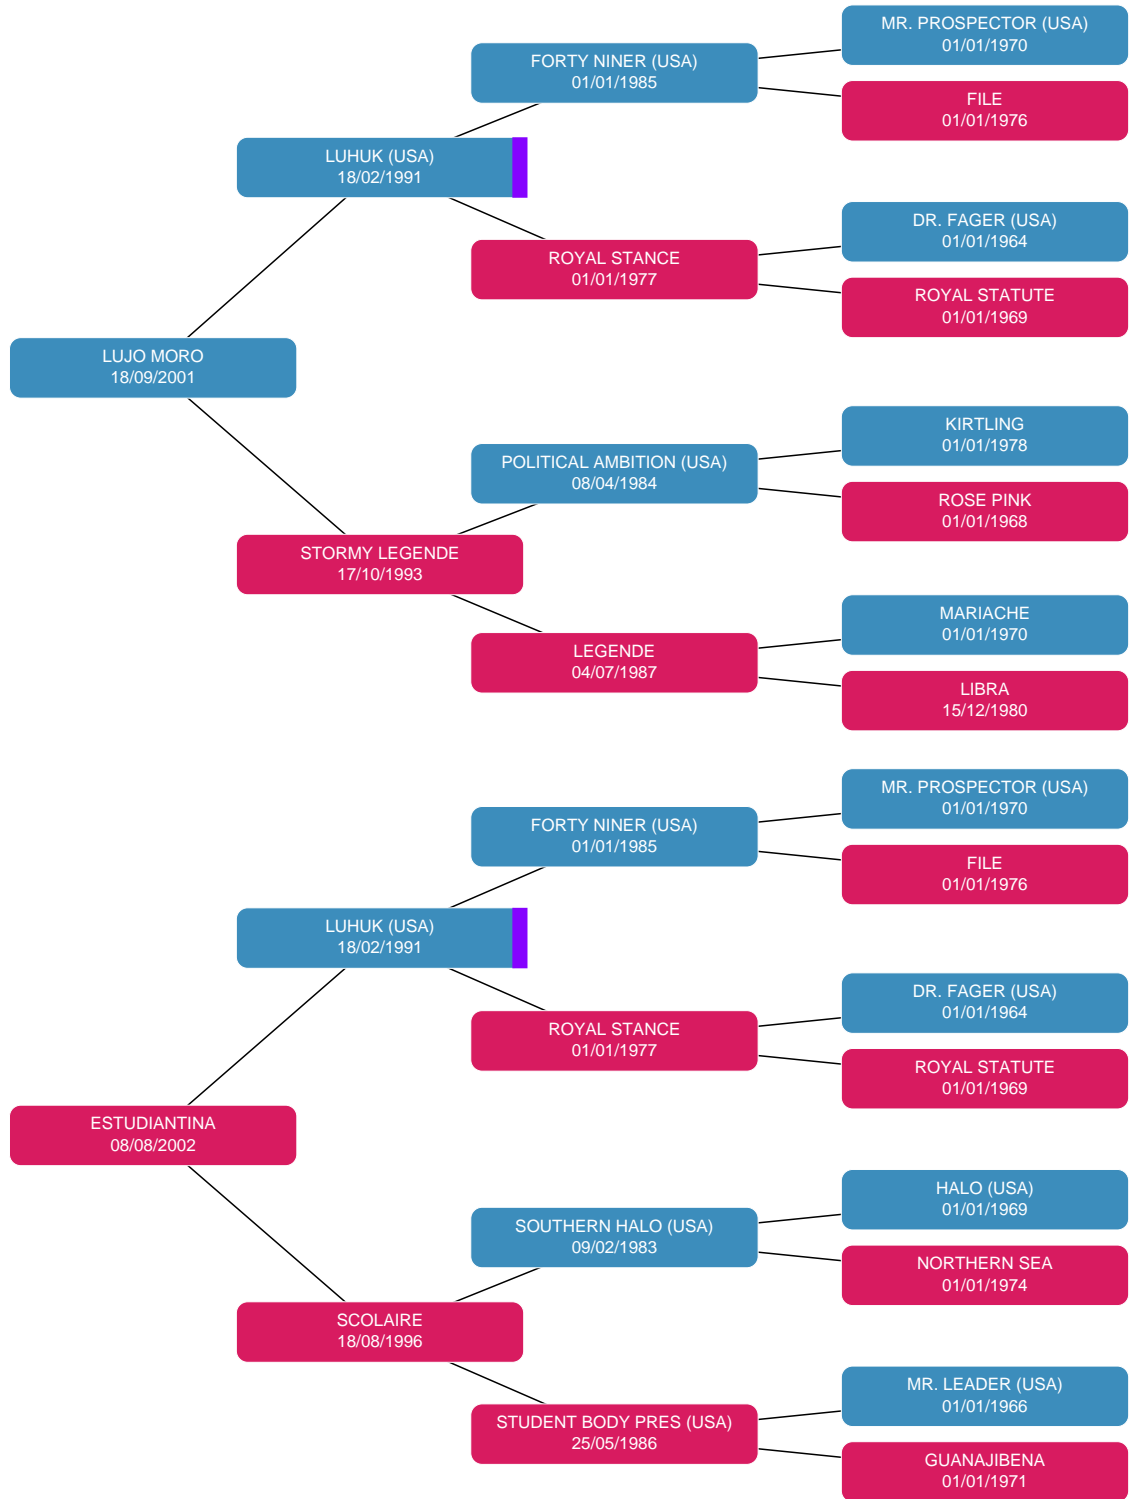 MR. PROSPECTOR (USA)
01/01/1970
FORTY NINER (USA)
01/01/1985
FILE
01/01/1976
LUHUK (USA)
18/02/1991
DR. FAGER (USA)
01/01/1964
ROYAL STANCE
01/01/1977
ROYAL STATUTE
01/01/1969
LUJO MORO
18/09/2001
KIRTLING
01/01/1978
POLITICAL AMBITION (USA)
08/04/1984
ROSE PINK
01/01/1968
STORMY LEGENDE
17/10/1993
MARIACHE
01/01/1970
LEGENDE
04/07/1987
LIBRA
15/12/1980
MR. PROSPECTOR (USA)
01/01/1970
FORTY NINER (USA)
01/01/1985
FILE
01/01/1976
LUHUK (USA)
18/02/1991
DR. FAGER (USA)
01/01/1964
ROYAL STANCE
01/01/1977
ROYAL STATUTE
01/01/1969
ESTUDIANTINA
08/08/2002
HALO (USA)
01/01/1969
SOUTHERN HALO (USA)
09/02/1983
NORTHERN SEA
01/01/1974
SCOLAIRE
18/08/1996
MR. LEADER (USA)
01/01/1966
STUDENT BODY PRES (USA)
25/05/1986
GUANAJIBENA
01/01/1971